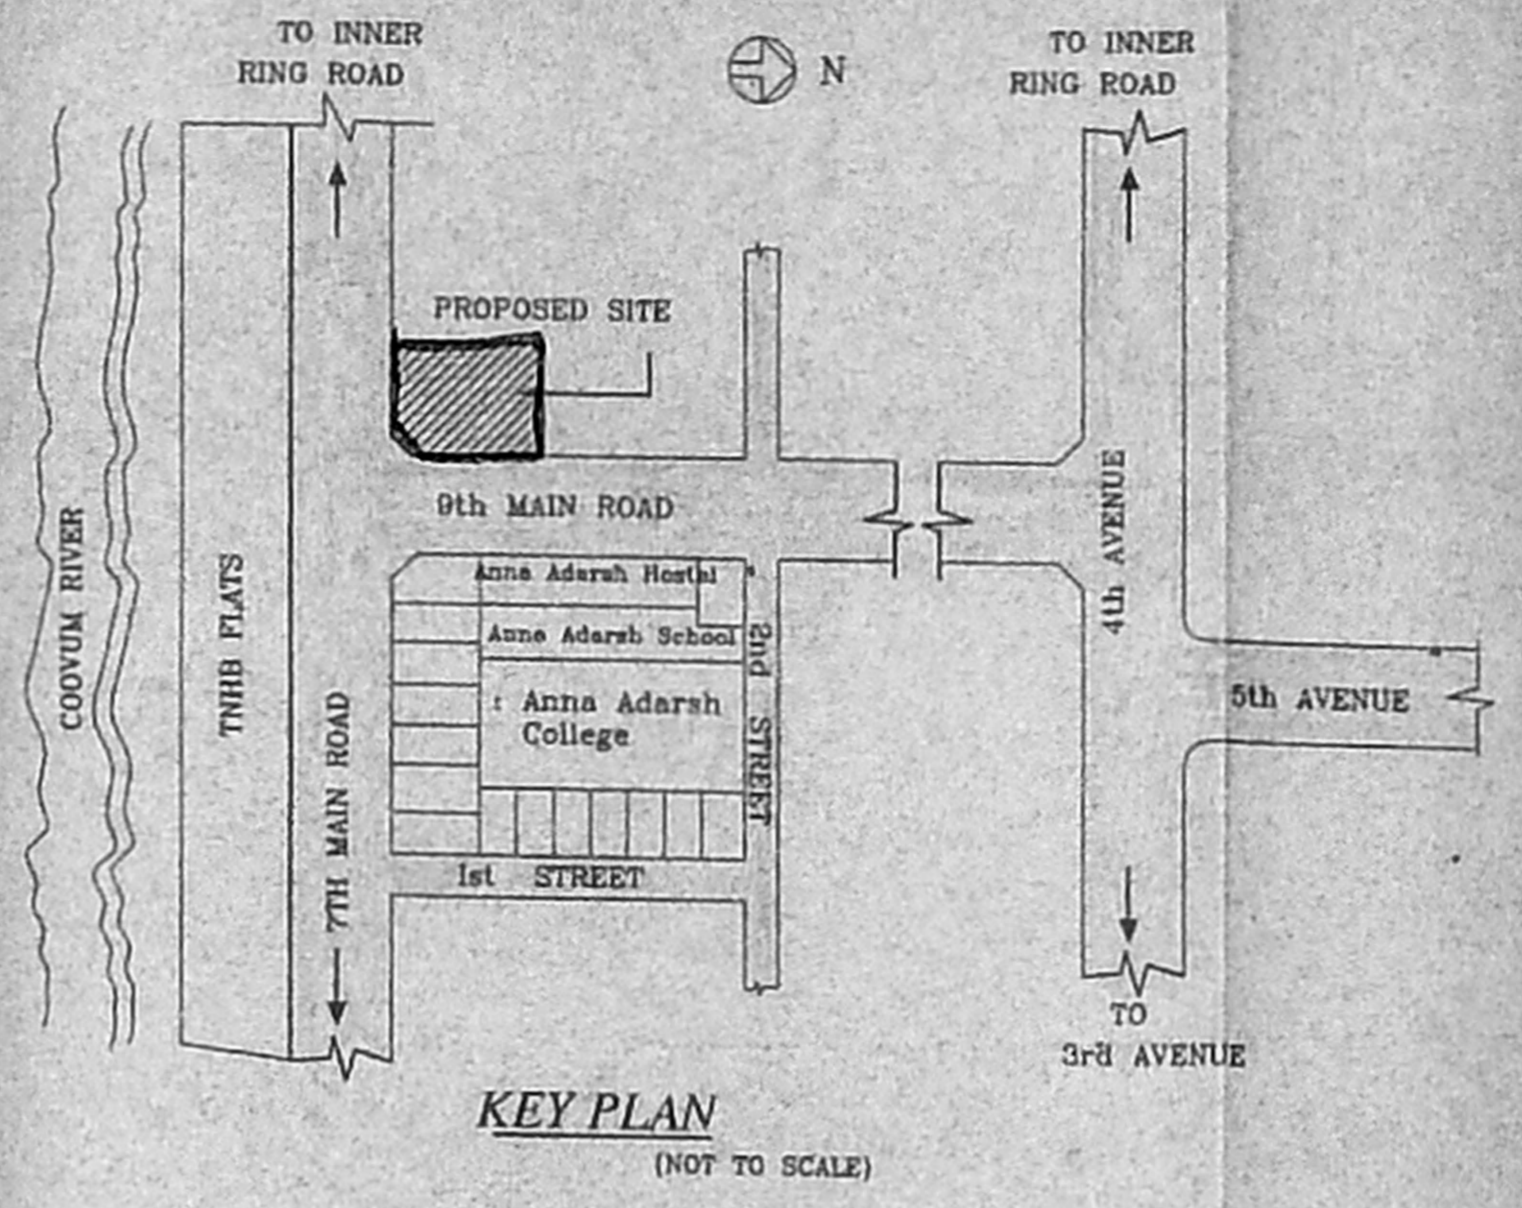 TO INNER
RING ROAD
N
TO INNER
RING ROAD
PROPOSED SITE
9th MAIN ROAD
4th AVENUE
COOVUM RIVER
TNHB FLATS
7TH MAIN ROAD
Anna Adarsh Hostal
Anna Adarsh School
Anna Adarsh
College
2nd STREET
5th AVENUE
1st STREET
TO
3rd AVENUE
KEY PLAN
(NOT TO SCALE)